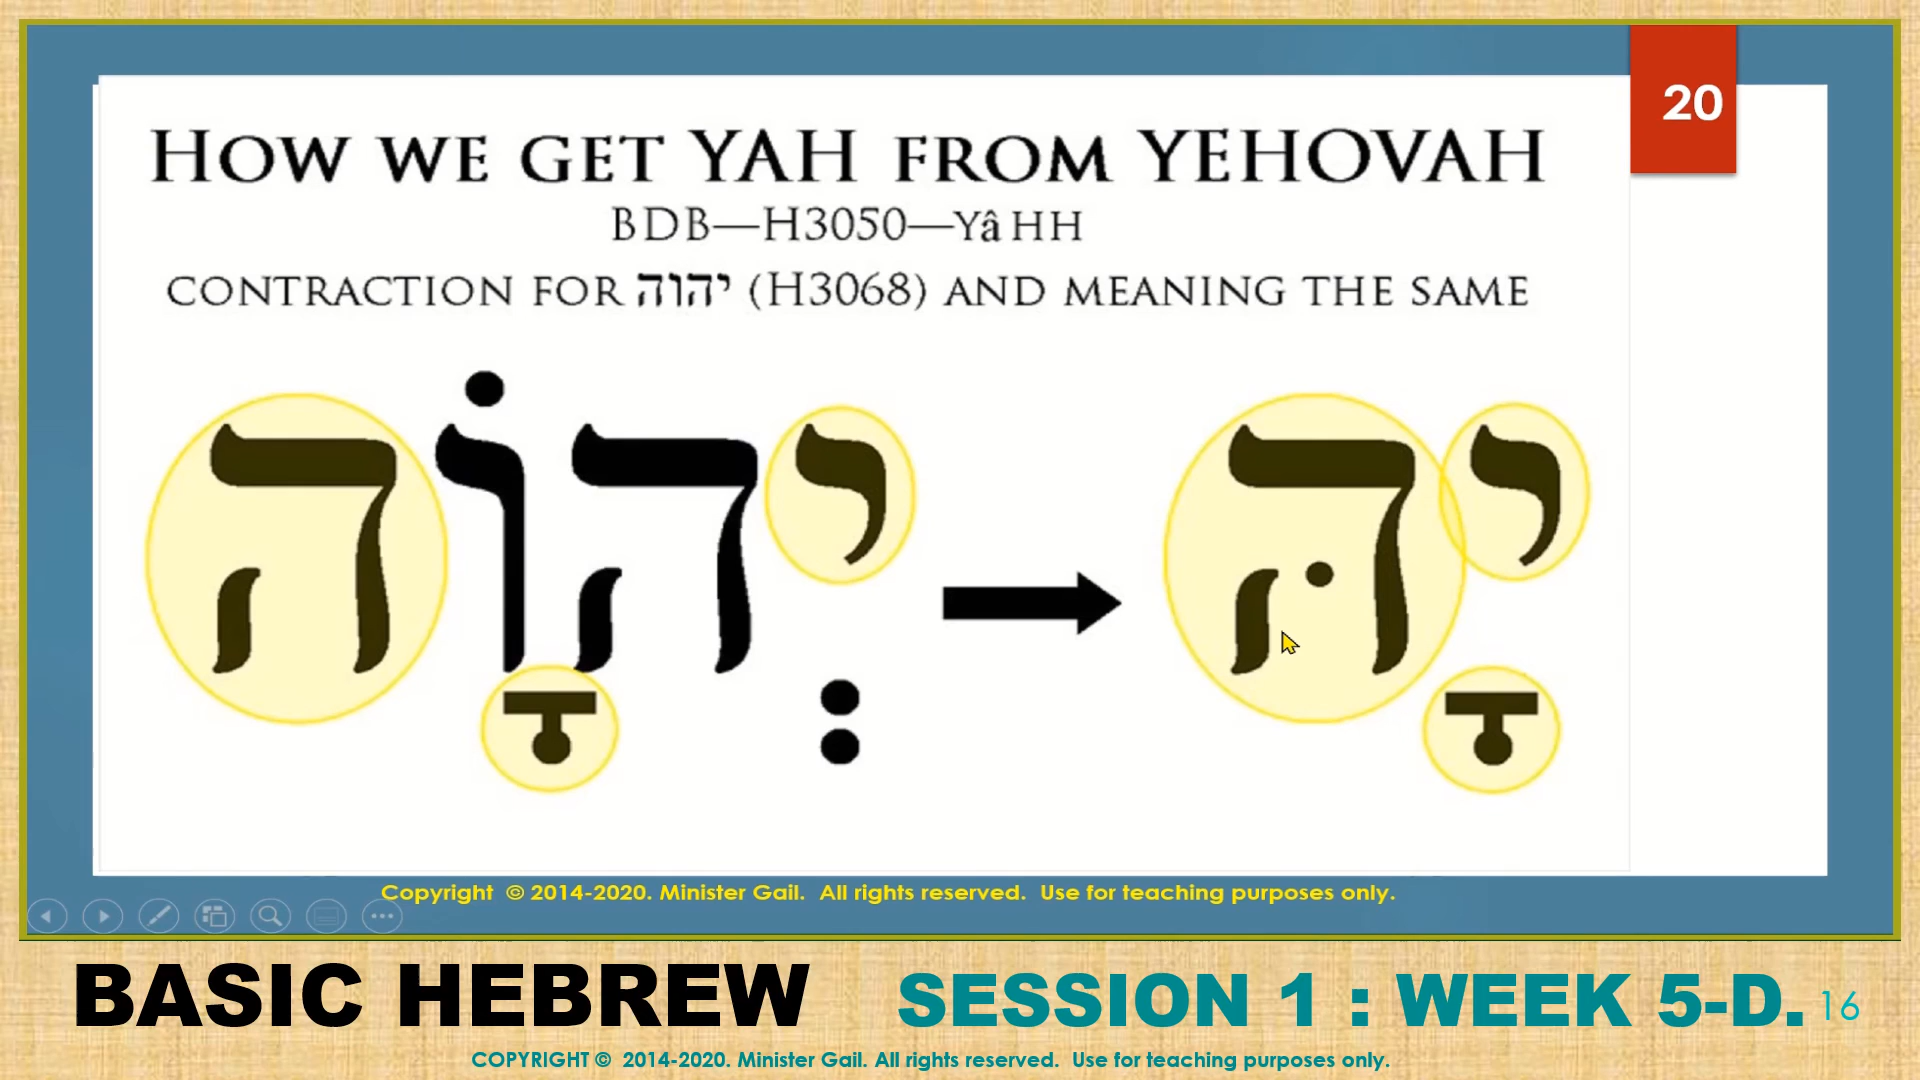 20
HOW WE GET YAH FROM YEHOVAH
BDB—H3050—Yâ HH
CONTRACTION FOR יהוה (H3068) AND MEANING THE SAME
יְהוָֹה → יָהּ
Copyright © 2014-2020. Minister Gail. All rights reserved. Use for teaching purposes only.
BASIC HEBREW SESSION 1 : WEEK 5-D. 16
COPYRIGHT © 2014-2020. Minister Gail. All rights reserved. Use for teaching purposes only.